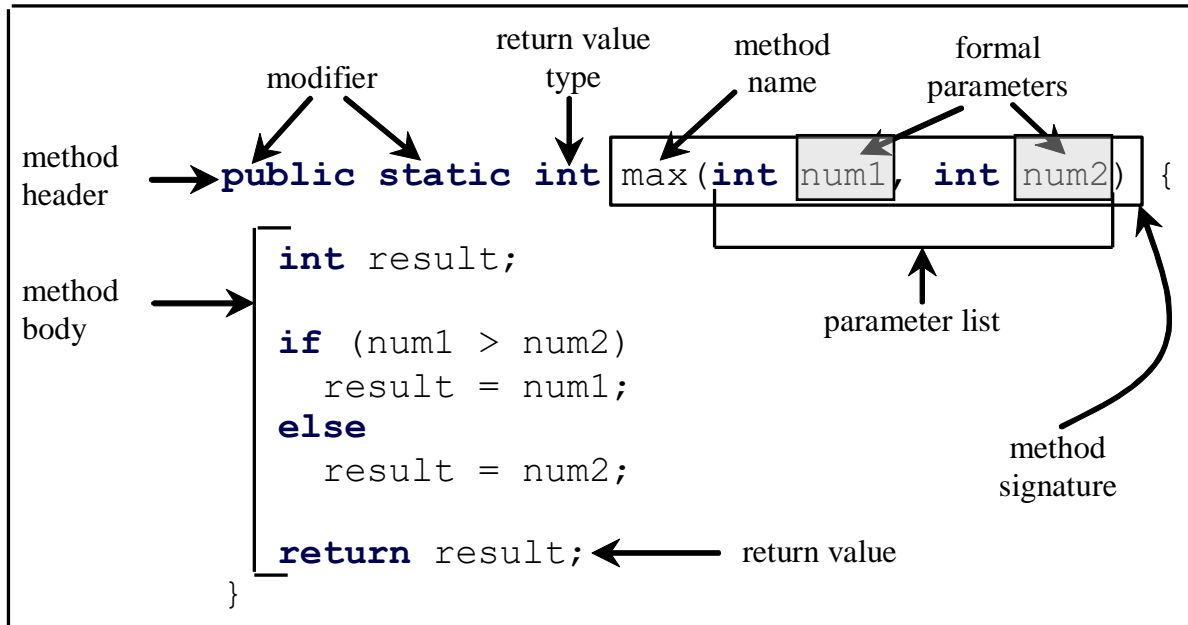 return value
type
method
name
formal
parameters
modifier
method
header
public static int max(int num1, int num2) {
method
body
int result;
parameter list
if (num1 > num2)
result = num1;
else
result = num2;
method
signature
return result;
return value
}